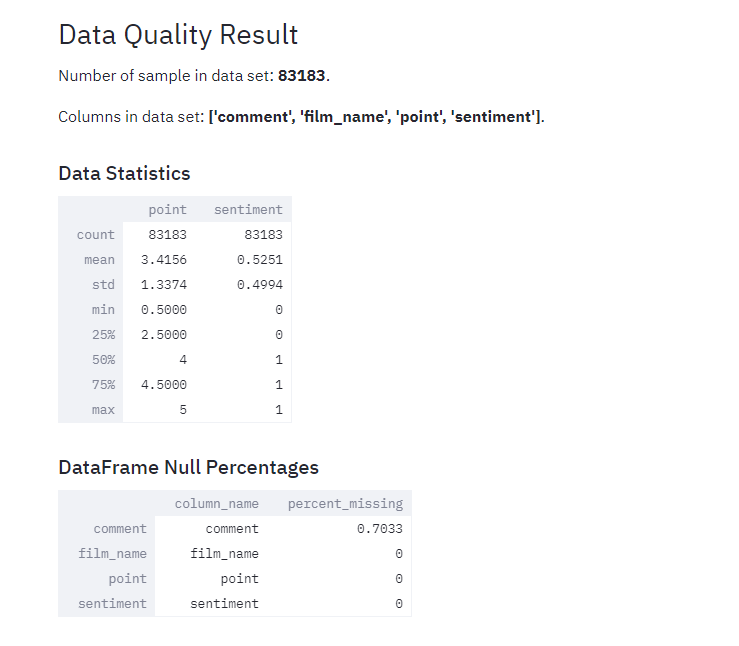 Data Quality Result
Number of sample in data set: 83183.
Columns in data set: ['comment', 'film_name', 'point', 'sentiment'].
Data Statistics
point sentiment
count 83183 83183
mean 3.4156 0.5251
std 1.3374 0.4994
min 0.5000 0
25% 2.5000 0
50% 4 1
75% 4.5000 1
max 5 1
DataFrame Null Percentages
column_name percent_missing
comment comment 0.7033
film_name film_name 0
point point 0
sentiment sentiment 0